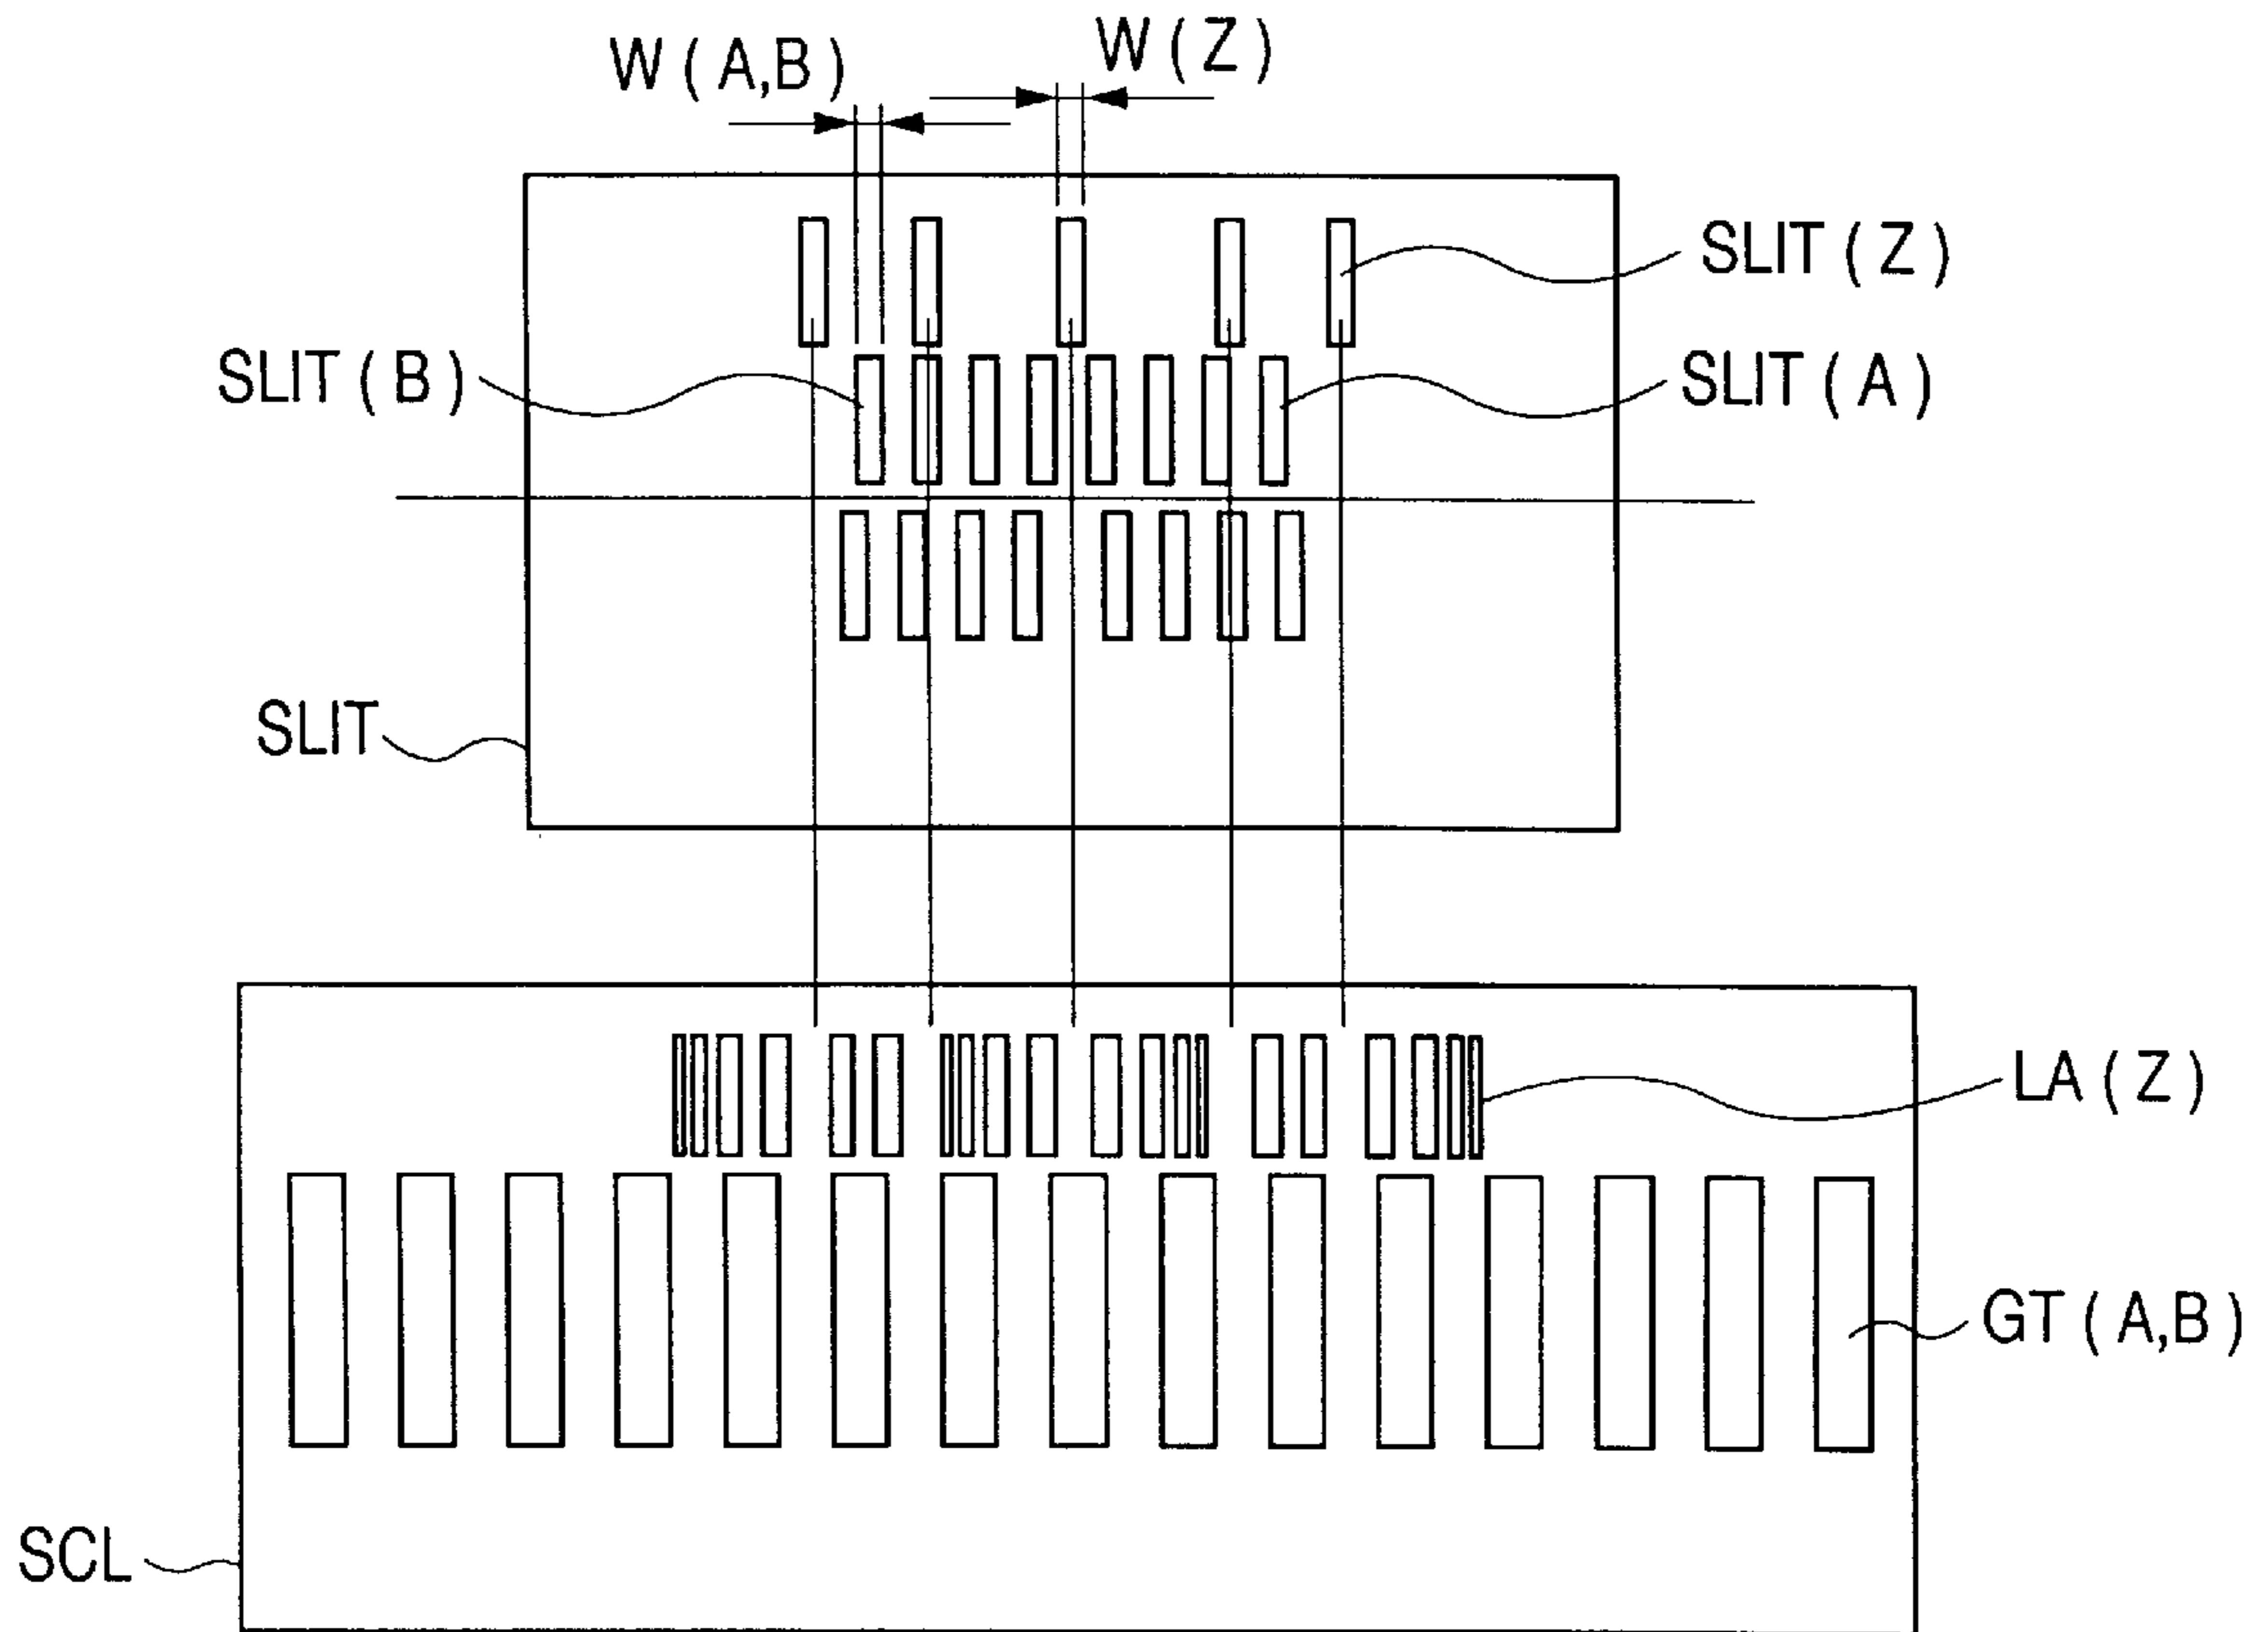 W(A,B)
W(Z)
SLIT(Z)
SLIT(B)
SLIT(A)
SLIT
LA(Z)
GT(A,B)
SCL